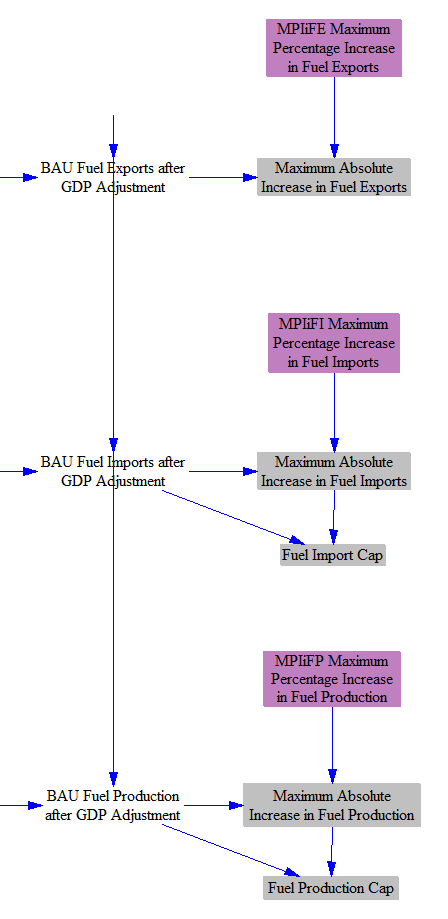 MPIiFE Maximum
Percentage Increase
in Fuel Exports
BAU Fuel Exports after
GDP Adjustment
Maximum Absolute
Increase in Fuel Exports
MPIiFI Maximum
Percentage Increase
in Fuel Imports
BAU Fuel Imports after
GDP Adjustment
Maximum Absolute
Increase in Fuel Imports
Fuel Import Cap
MPIiFP Maximum
Percentage Increase
in Fuel Production
BAU Fuel Production
after GDP Adjustment
Maximum Absolute
Increase in Fuel Production
Fuel Production Cap